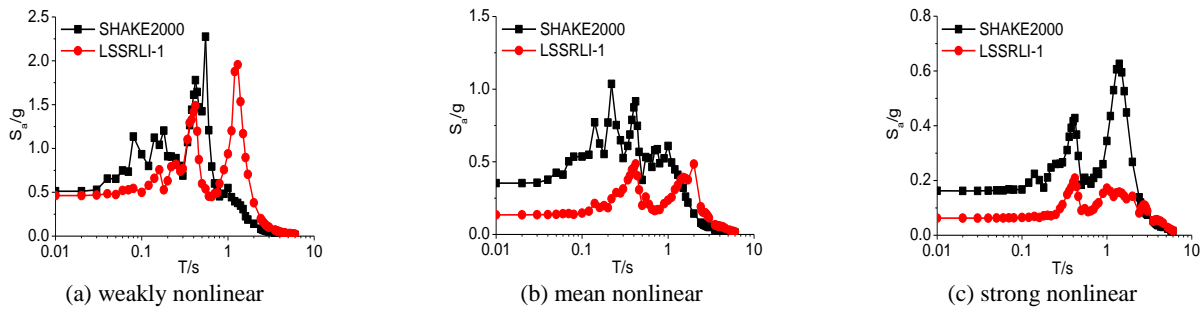 2.5
2.0
1.5
1.0
0.5
0.0
Sa/g
SHAKE2000
LSSRLI-1
0.01
0.1
1
10
T/s
(a) weakly nonlinear
1.5
1.0
0.5
0.0
Sa/g
SHAKE2000
LSSRLI-1
0.01
0.1
1
10
T/s
(b) mean nonlinear
0.8
0.6
0.4
0.2
0.0
Sa/g
SHAKE2000
LSSRLI-1
0.01
0.1
1
10
T/s
(c) strong nonlinear